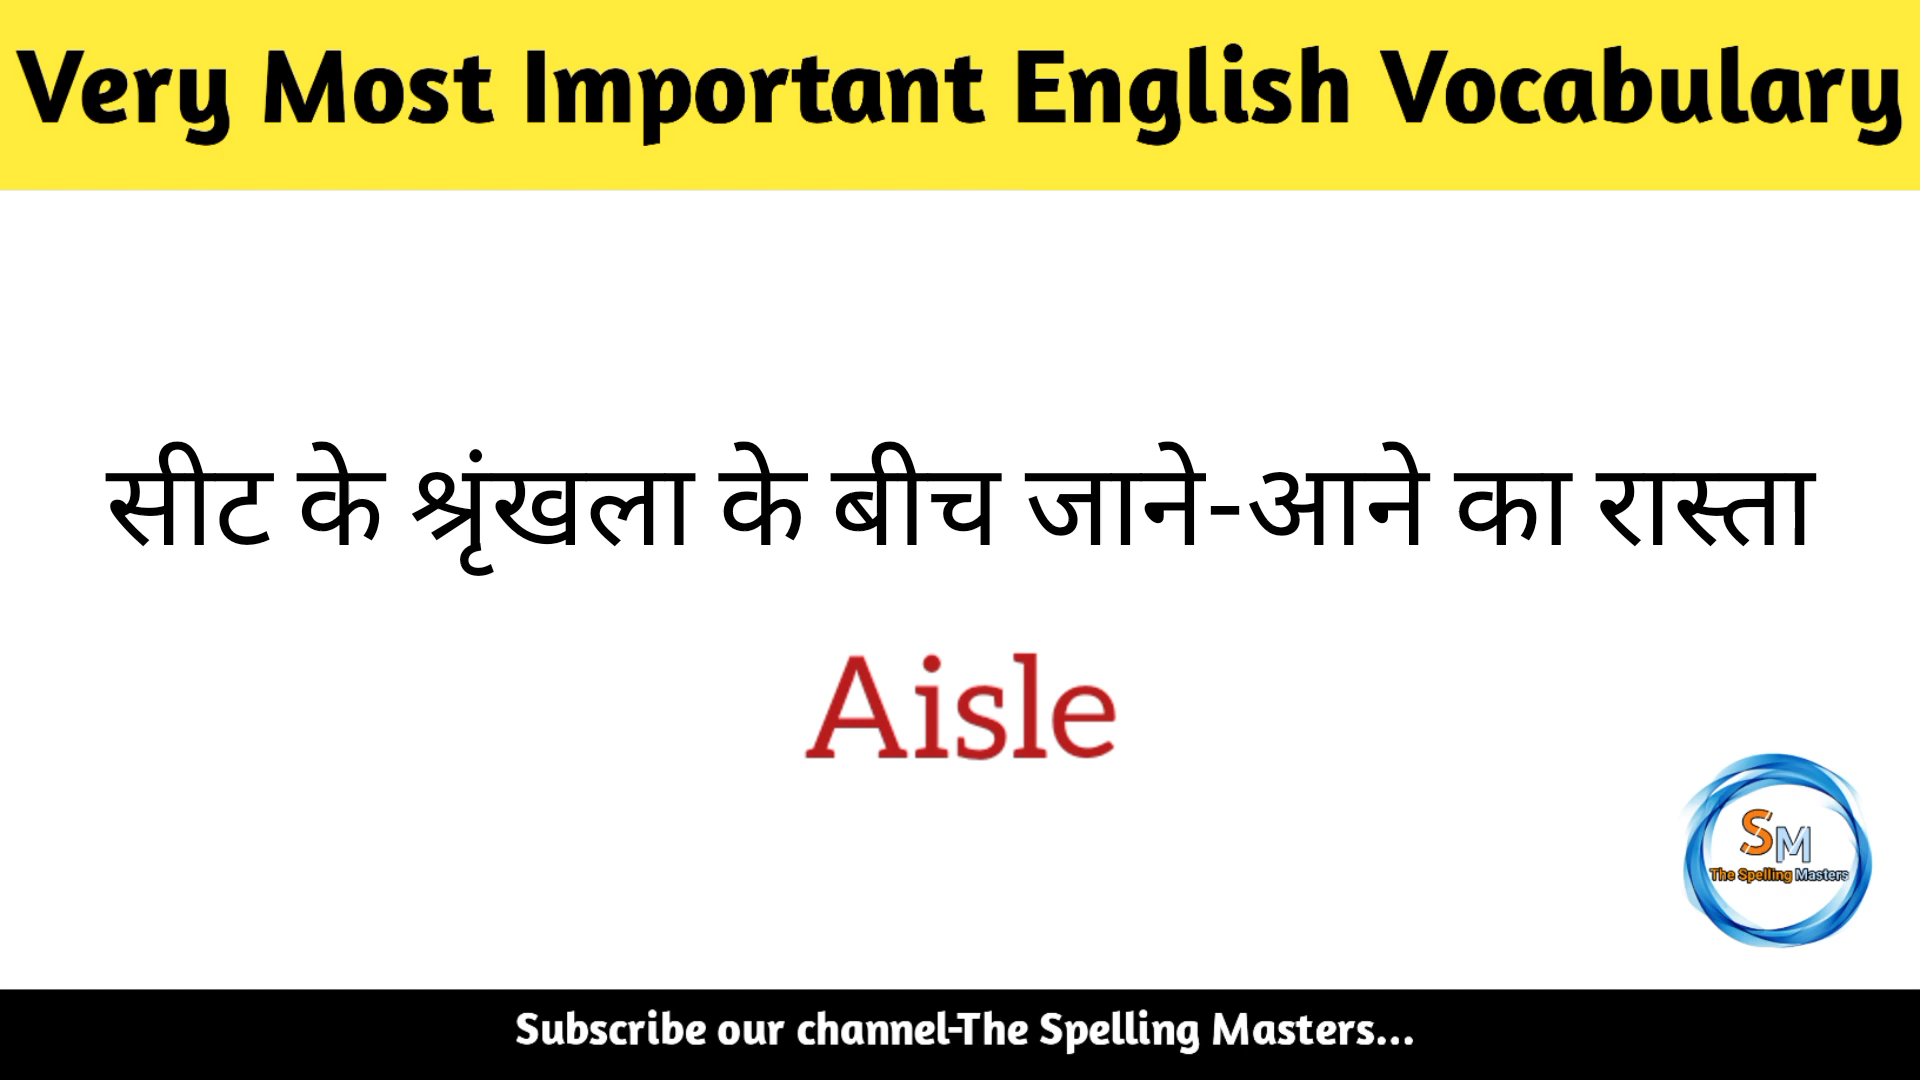 Very Most Important English Vocabulary
सीट के श्रृंखला के बीच जाने-आने का रास्ता
Aisle
SM
The Spelling Masters
Subscribe our channel-The Spelling Masters...